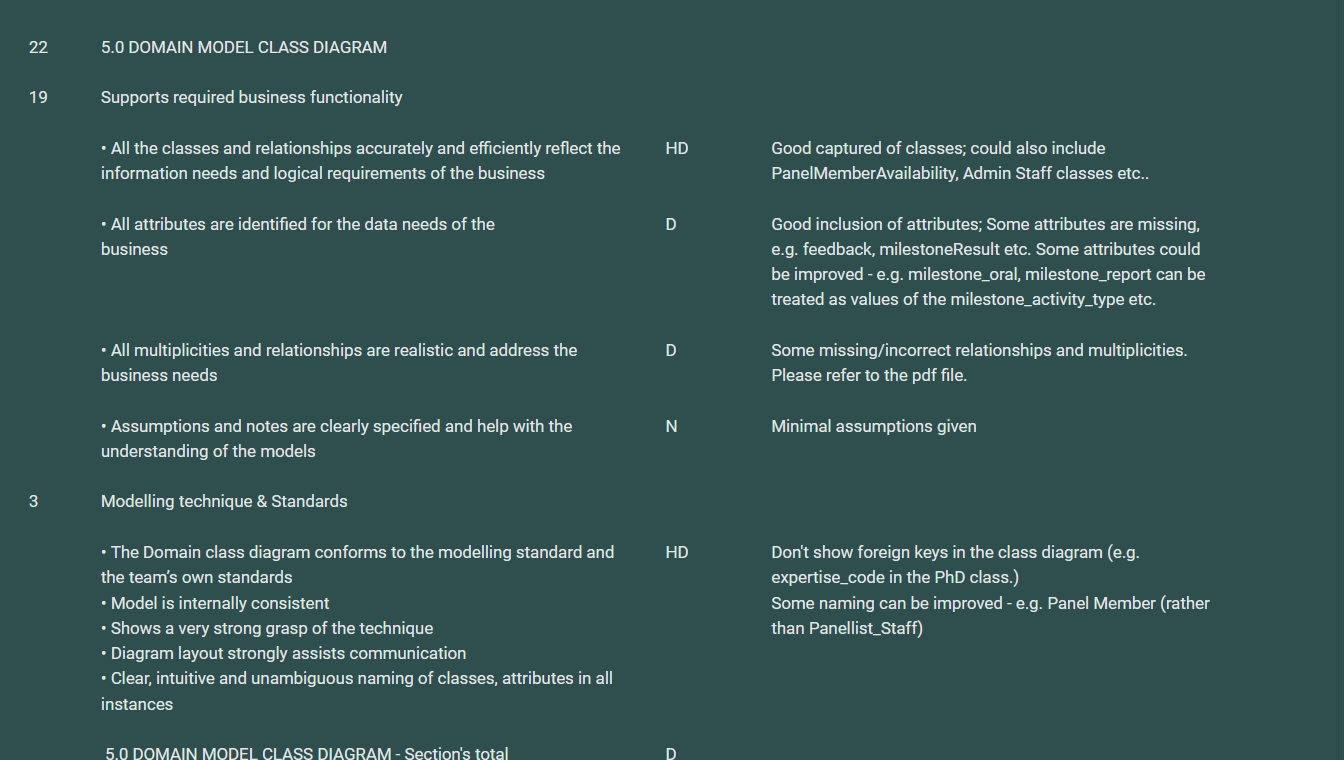 22 5.0 DOMAIN MODEL CLASS DIAGRAM
19 Supports required business functionality
• All the classes and relationships accurately and efficiently reflect the HD Good captured of classes; could also include
information needs and logical requirements of the business PanelMemberAvailability, Admin Staff classes etc..
• All attributes are identified for the data needs of the D Good inclusion of attributes; Some attributes are missing,
business e.g. feedback, milestoneResult etc. Some attributes could
be improved - e.g. milestone_oral, milestone_report can be
treated as values of the milestone_activity_type etc.
• All multiplicities and relationships are realistic and address the D Some missing/incorrect relationships and multiplicities.
business needs Please refer to the pdf file.
• Assumptions and notes are clearly specified and help with the N Minimal assumptions given
understanding of the models
3 Modelling technique & Standards
• The Domain class diagram conforms to the modelling standard and HD Don't show foreign keys in the class diagram (e.g.
the team’s own standards expertise_code in the PhD class.)
• Model is internally consistent Some naming can be improved - e.g. Panel Member (rather
• Shows a very strong grasp of the technique than Panellist_Staff)
• Diagram layout strongly assists communication
• Clear, intuitive and unambiguous naming of classes, attributes in all
instances
5.0 DOMAIN MODEL CLASS DIAGRAM - Section's total D